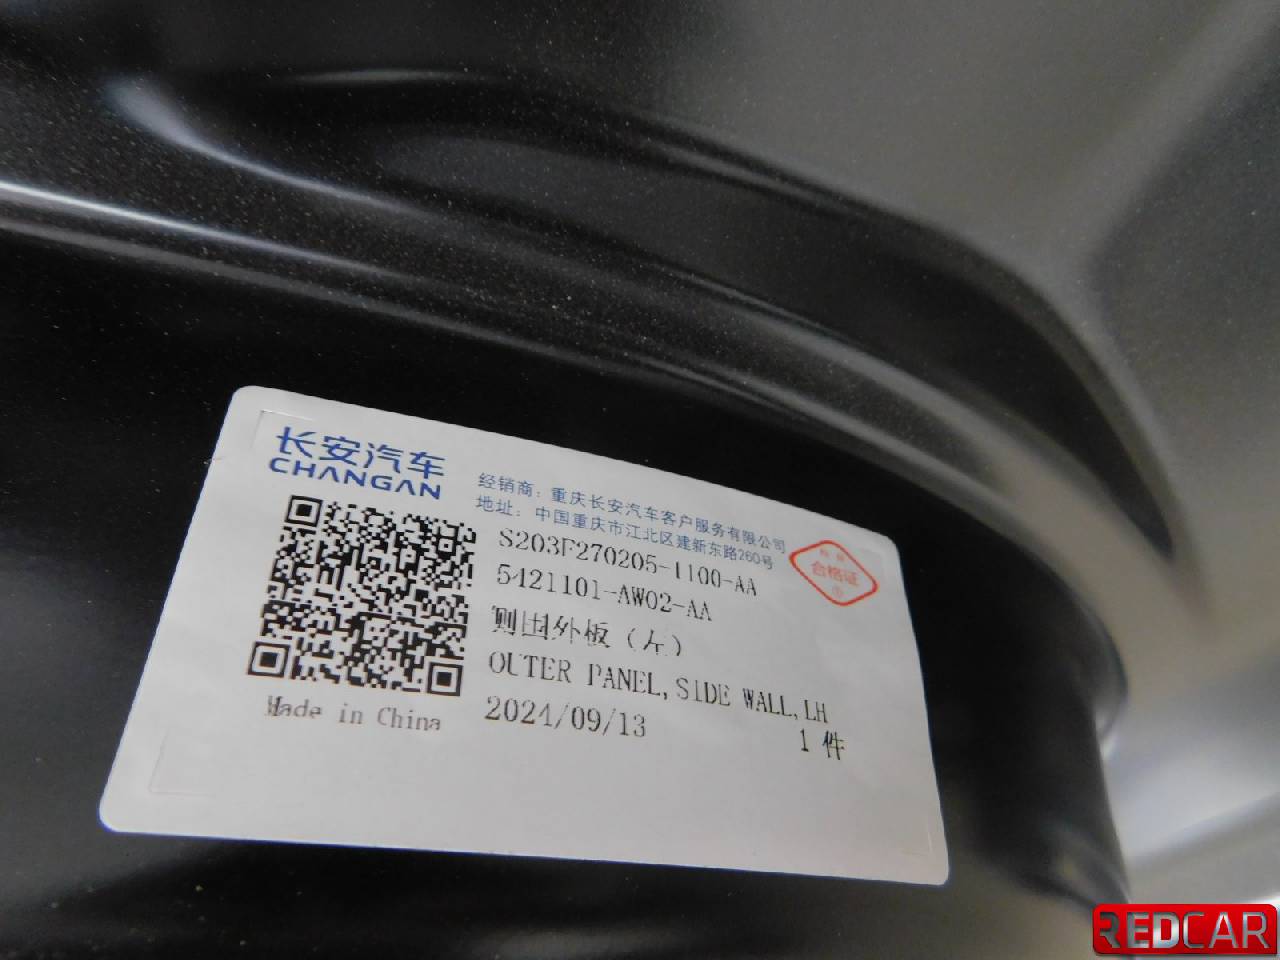 长安汽车
CHANGAN
经销商：重庆长安汽车客户服务有限公司
地址：中国重庆市江北区建新东路260号
合格证
S203F270205-1100-AA
5421101-AW02-AA
侧围外板（左）
OUTER PANEL,SIDE WALL,LH
2024/09/13
1 件
Made in China
REDCAR